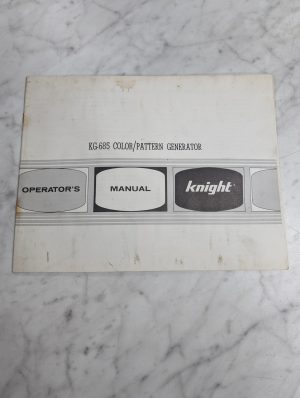 KG-685 COLOR/PATTERN GENERATOR
OPERATOR'S MANUAL knight